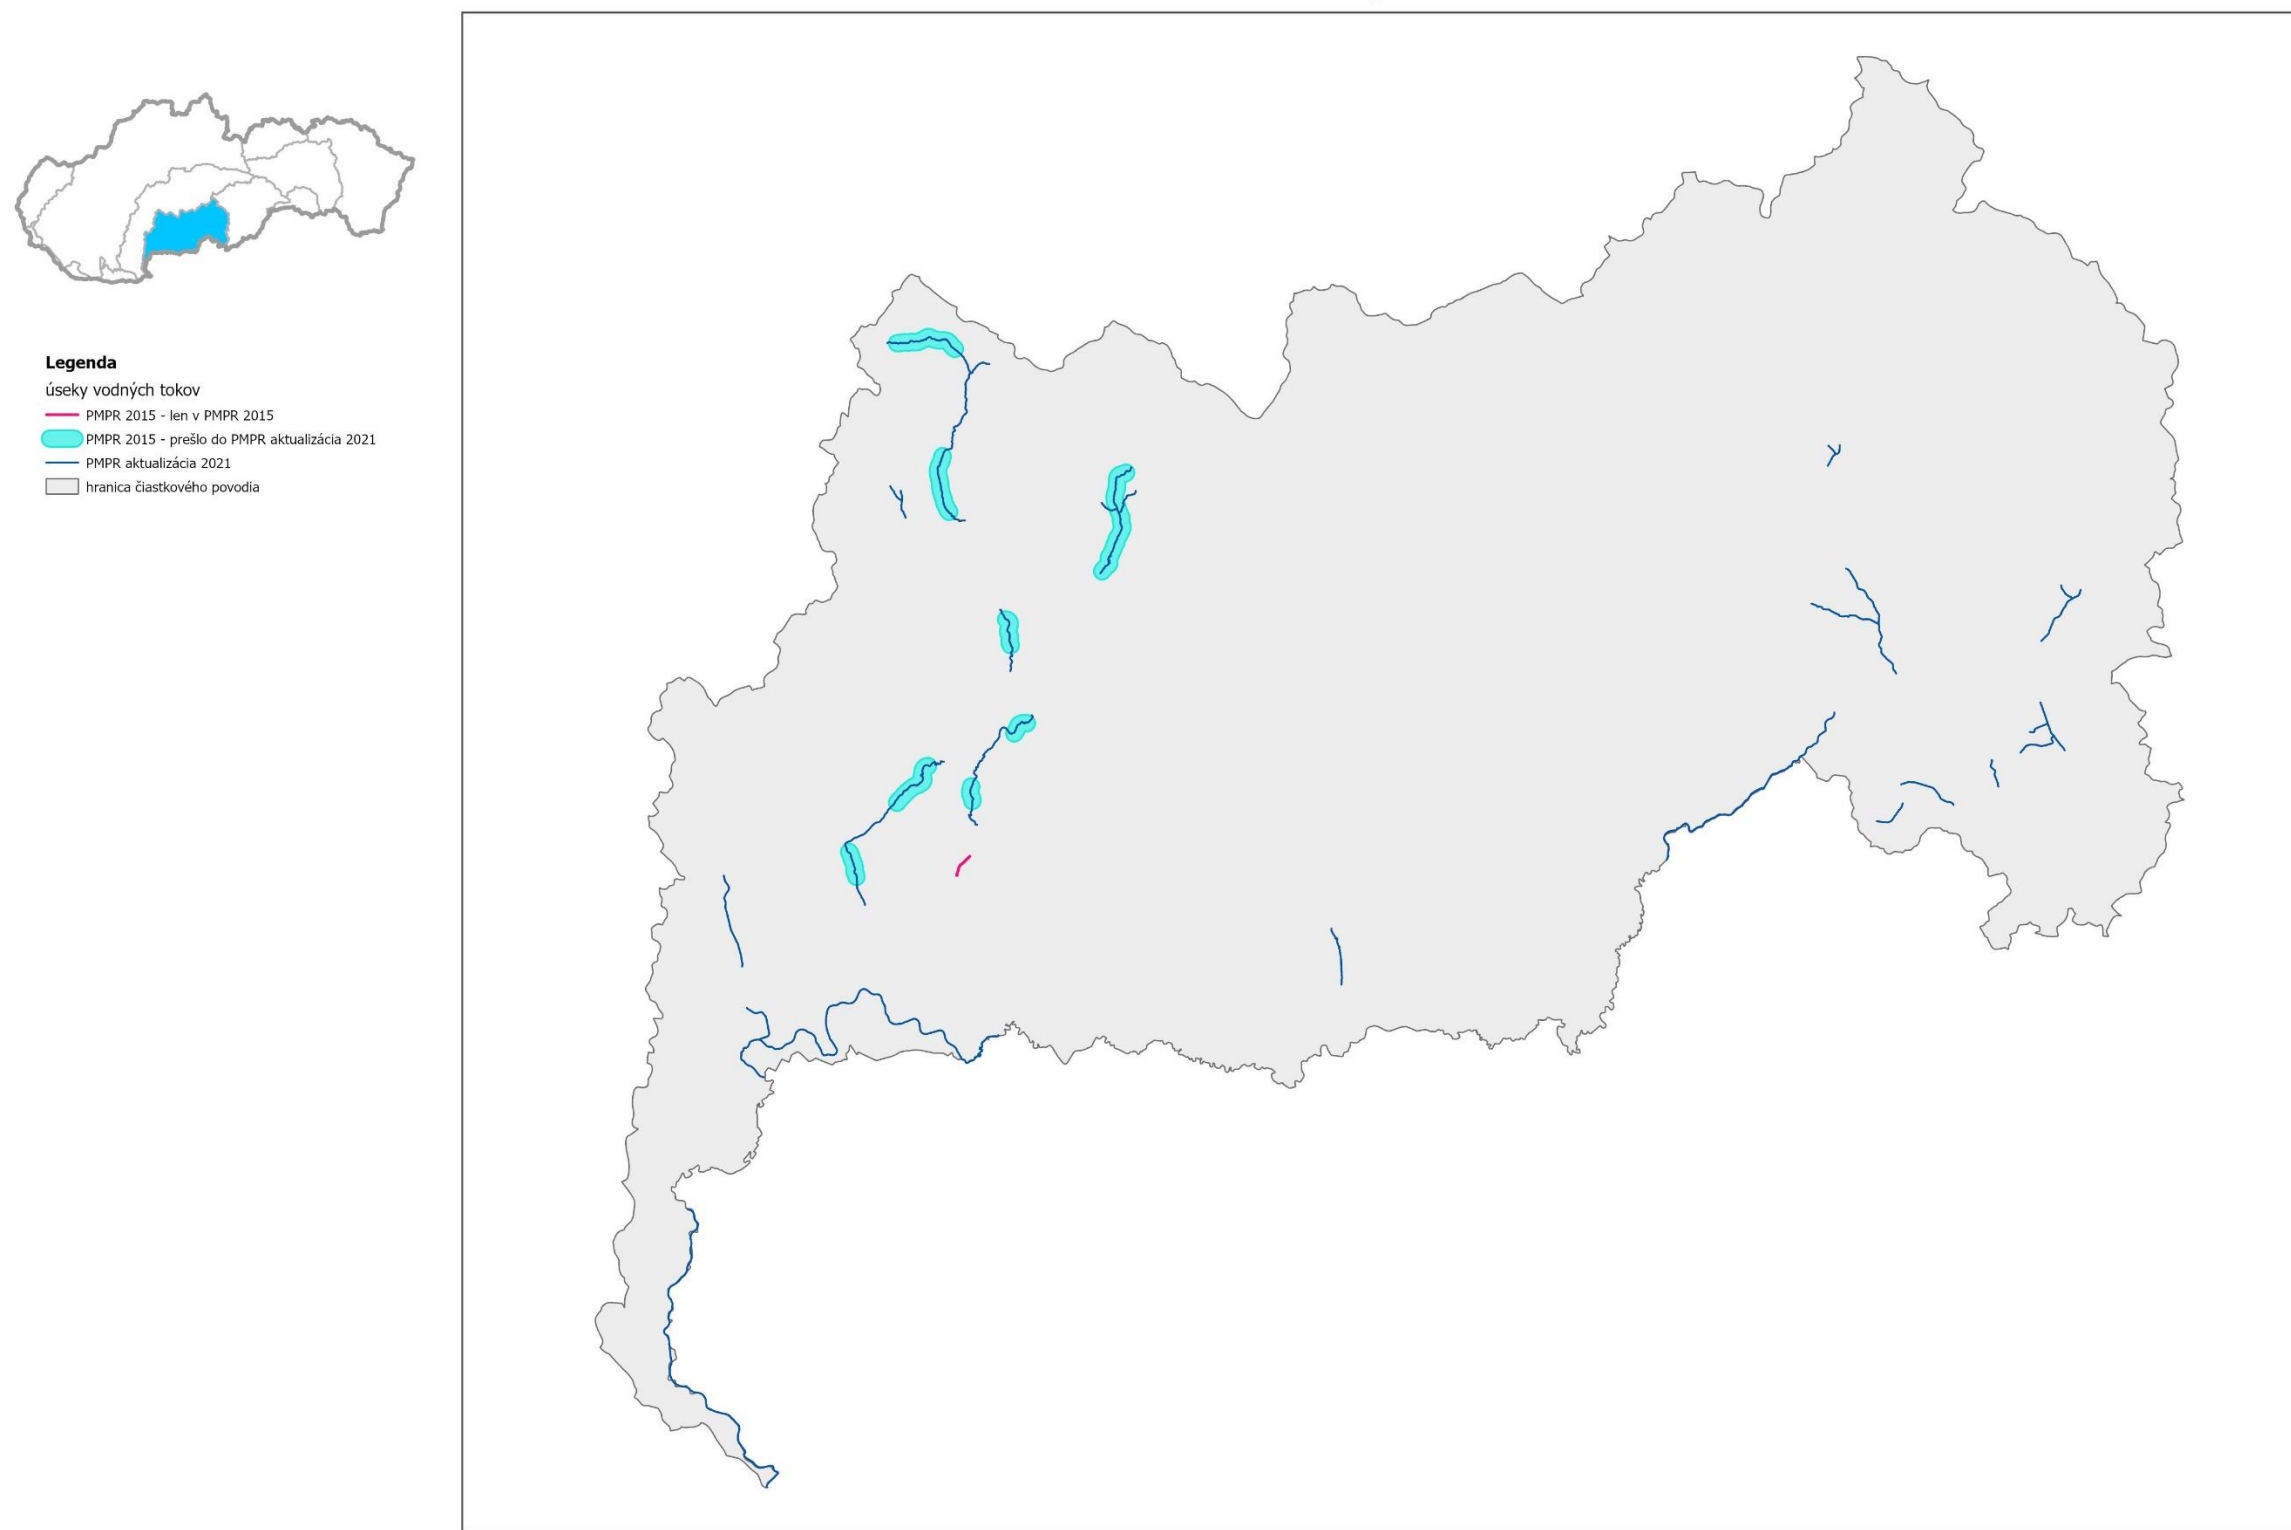 Legenda
úseky vodných tokov
PMPR 2015 - len v PMPR 2015
PMPR 2015 - prešlo do PMPR aktualizácia 2021
PMPR aktualizácia 2021
hranica čiastkového povodia